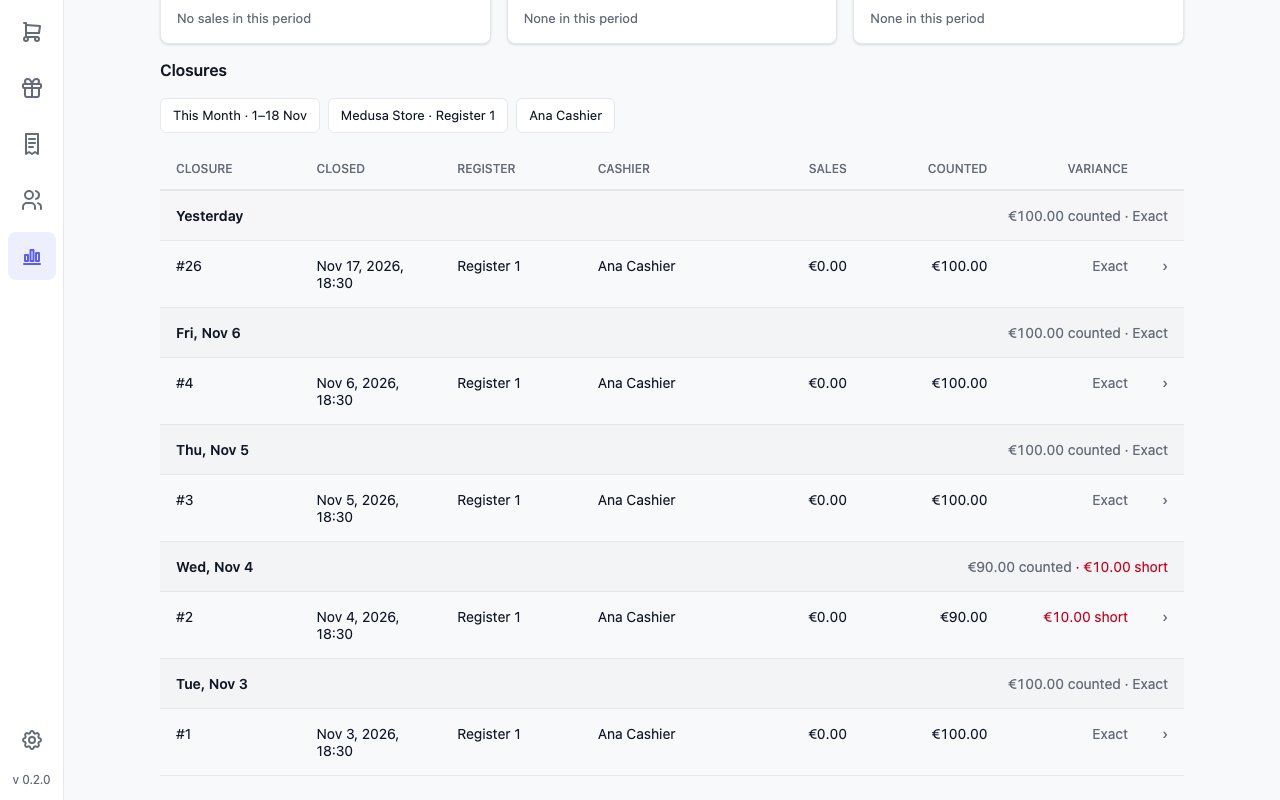 No sales in this period
None in this period
None in this period
Closures
This Month · 1–18 Nov
Medusa Store · Register 1
Ana Cashier
CLOSURE CLOSED REGISTER CASHIER SALES COUNTED VARIANCE
Yesterday €100.00 counted · Exact
#26 Nov 17, 2026, Register 1 Ana Cashier €0.00 €100.00 Exact ›
18:30
Fri, Nov 6 €100.00 counted · Exact
#4 Nov 6, 2026, Register 1 Ana Cashier €0.00 €100.00 Exact ›
18:30
Thu, Nov 5 €100.00 counted · Exact
#3 Nov 5, 2026, Register 1 Ana Cashier €0.00 €100.00 Exact ›
18:30
Wed, Nov 4 €90.00 counted · €10.00 short
#2 Nov 4, 2026, Register 1 Ana Cashier €0.00 €90.00 €10.00 short ›
18:30
Tue, Nov 3 €100.00 counted · Exact
#1 Nov 3, 2026, Register 1 Ana Cashier €0.00 €100.00 Exact ›
18:30
v 0.2.0